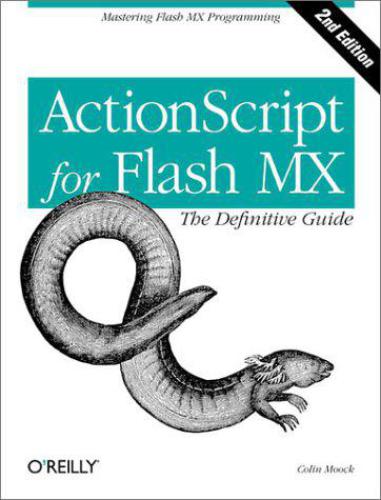 Mastering Flash MX Programming
2nd Edition
ActionScript
for Flash MX
The Definitive Guide
O'REILLY
Colin Moock